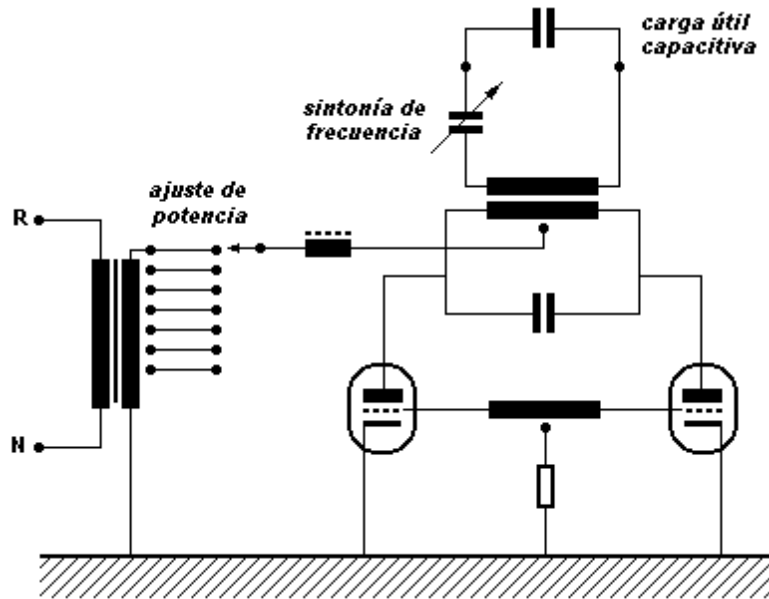 carga útil
capacitiva
sintonía de
frecuencia
ajuste de
potencia
R
N